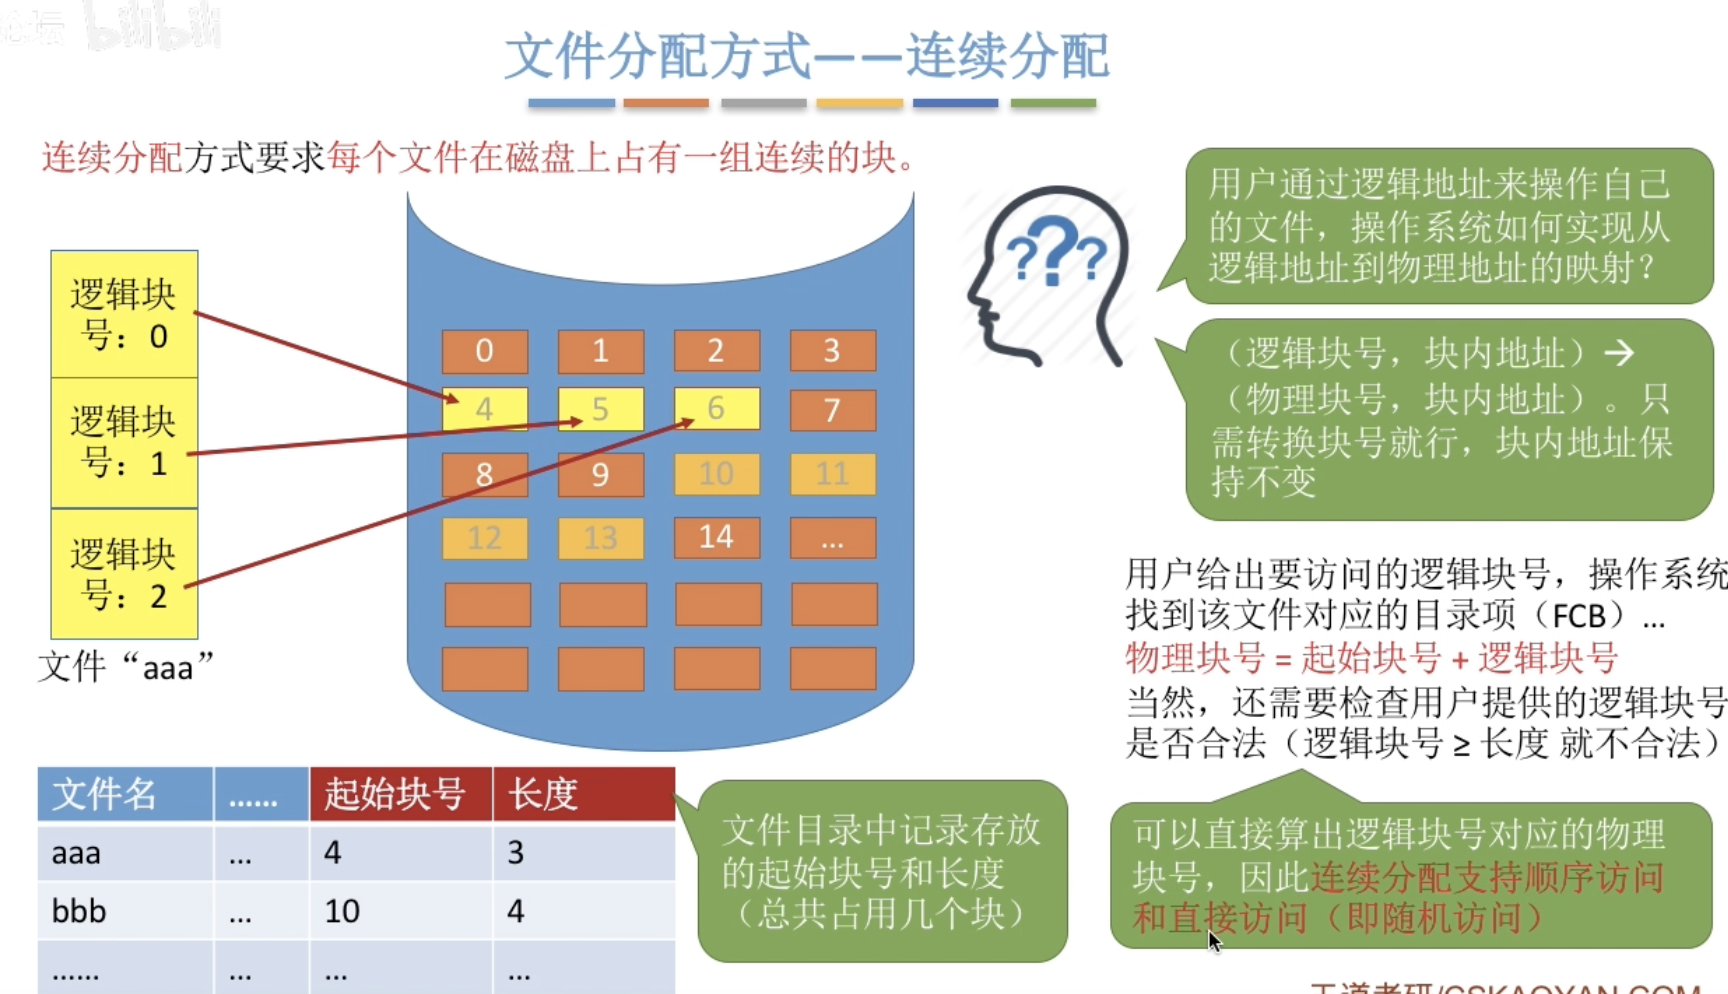 bilibili
文件分配方式——连续分配
连续分配方式要求每个文件在磁盘上占有一组连续的块。
逻辑块
号：0
逻辑块
号：1
逻辑块
号：2
文件“aaa”
0 1 2 3
4 5 6 7
8 9 10 11
12 13 14 ...
???
用户通过逻辑地址来操作自己
的文件，操作系统如何实现从
逻辑地址到物理地址的映射？
（逻辑块号，块内地址）→
（物理块号，块内地址）。只
需转换块号就行，块内地址保
持不变
用户给出要访问的逻辑块号，操作系统
找到该文件对应的目录项（FCB）...
物理块号 = 起始块号 + 逻辑块号
当然，还需要检查用户提供的逻辑块号
是否合法（逻辑块号 ≥ 长度 就不合法）
可以直接算出逻辑块号对应的物理
块号，因此连续分配支持顺序访问
和直接访问（即随机访问）
文件名 ...... 起始块号 长度
aaa ... 4 3
bbb ... 10 4
...... ... ... ...
文件目录中记录存放
的起始块号和长度
（总共占用几个块）
王道考研/CSKAOYAN.COM